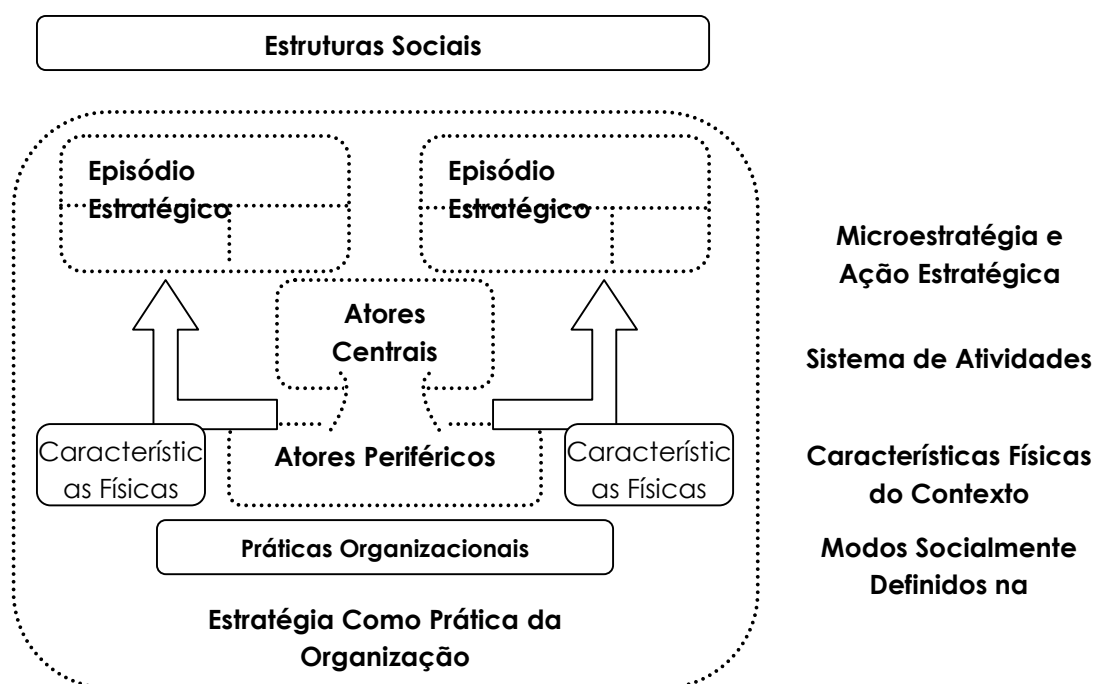 Estruturas Sociais
Episódio
Estratégico
Episódio
Estratégico
Microestratégia e
Ação Estratégica
Atores
Centrais
Sistema de Atividades
Característic
as Físicas
Atores Periféricos
Característic
as Físicas
Características Físicas
do Contexto
Práticas Organizacionais
Modos Socialmente
Definidos na
Estratégia Como Prática da
Organização